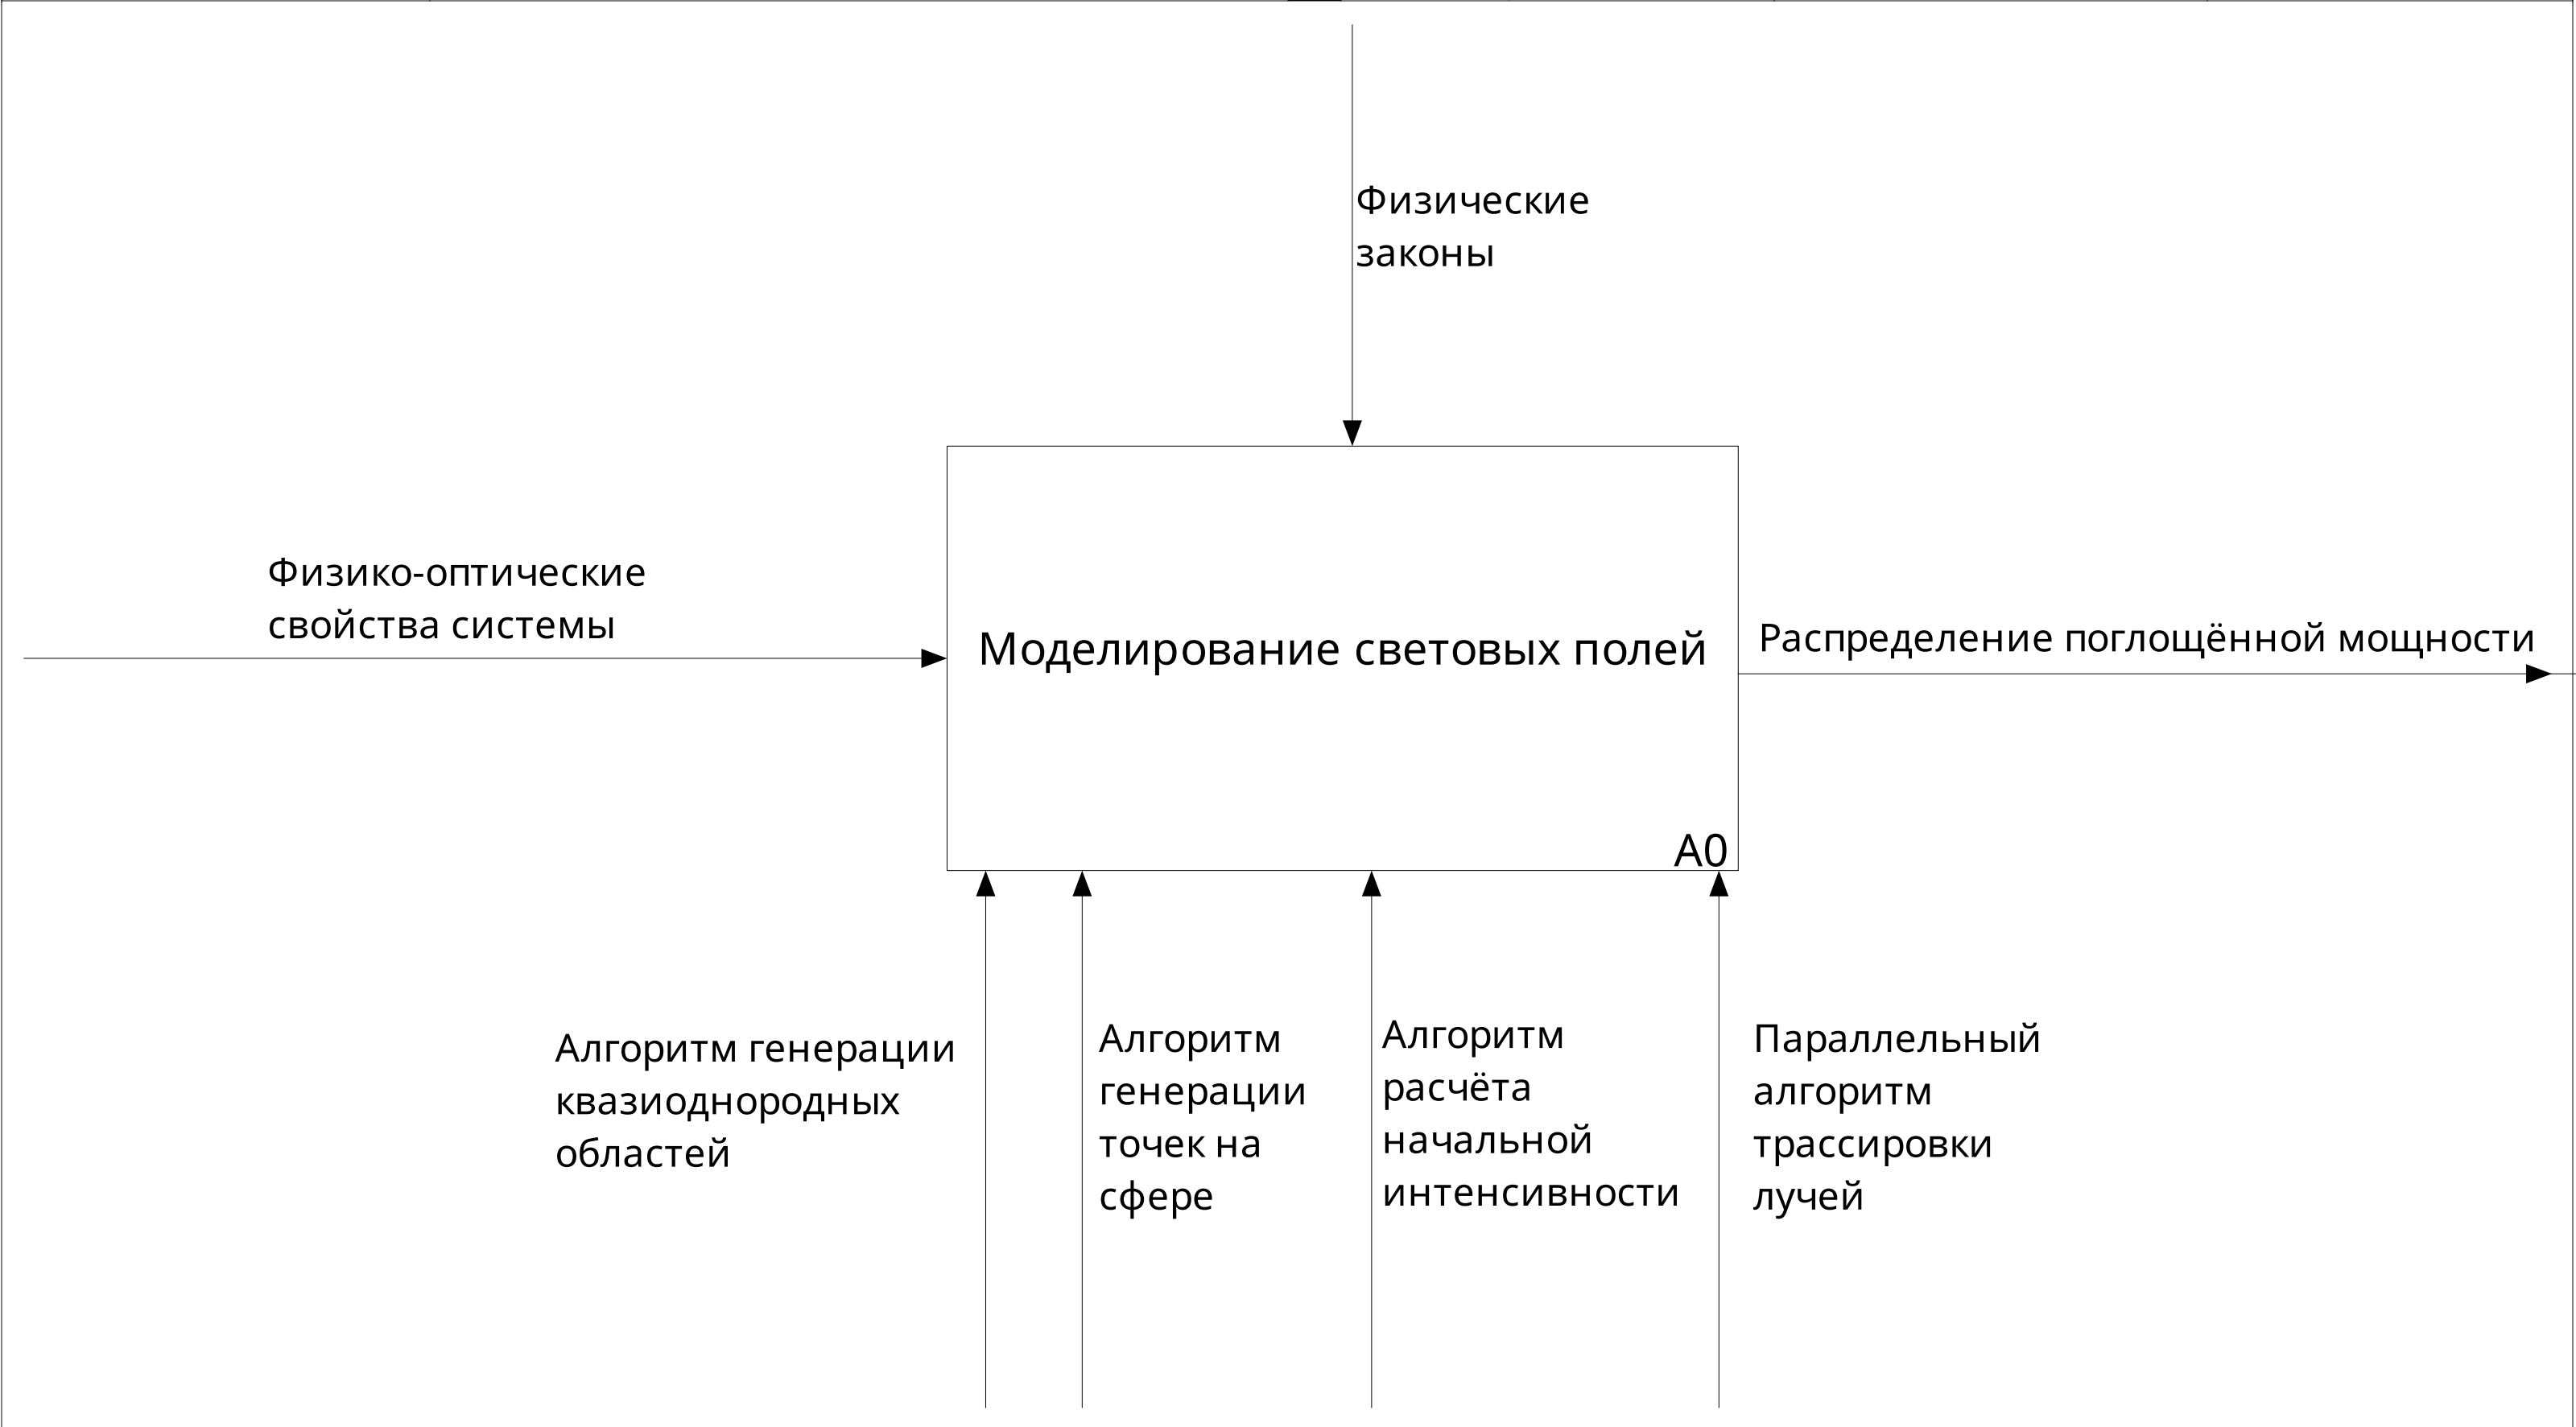 Физические
законы
Физико-оптические
свойства системы
Моделирование световых полей
Распределение поглощённой мощности
A0
Алгоритм генерации
квазиоднородных
областей
Алгоритм
генерации
точек на
сфере
Алгоритм
расчёта
начальной
интенсивности
Параллельный
алгоритм
трассировки
лучей